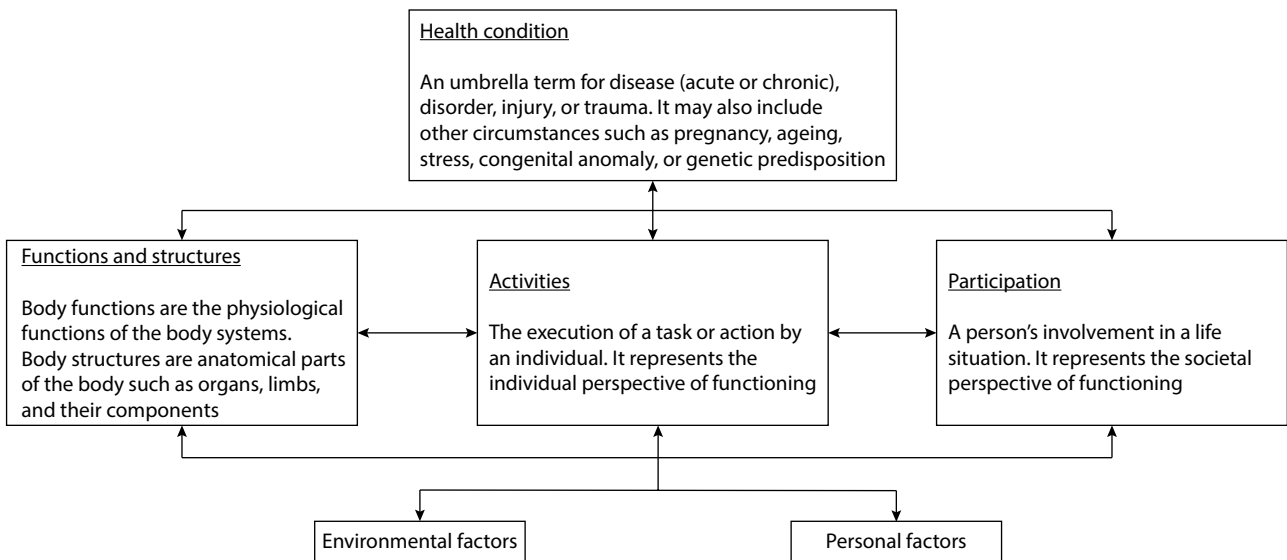 Health condition
An umbrella term for disease (acute or chronic),
disorder, injury, or trauma. It may also include
other circumstances such as pregnancy, ageing,
stress, congenital anomaly, or genetic predisposition
Functions and structures
Body functions are the physiological
functions of the body systems.
Body structures are anatomical parts
of the body such as organs, limbs,
and their components
Activities
The execution of a task or action by
an individual. It represents the
individual perspective of functioning
Participation
A person’s involvement in a life
situation. It represents the societal
perspective of functioning
Environmental factors
Personal factors